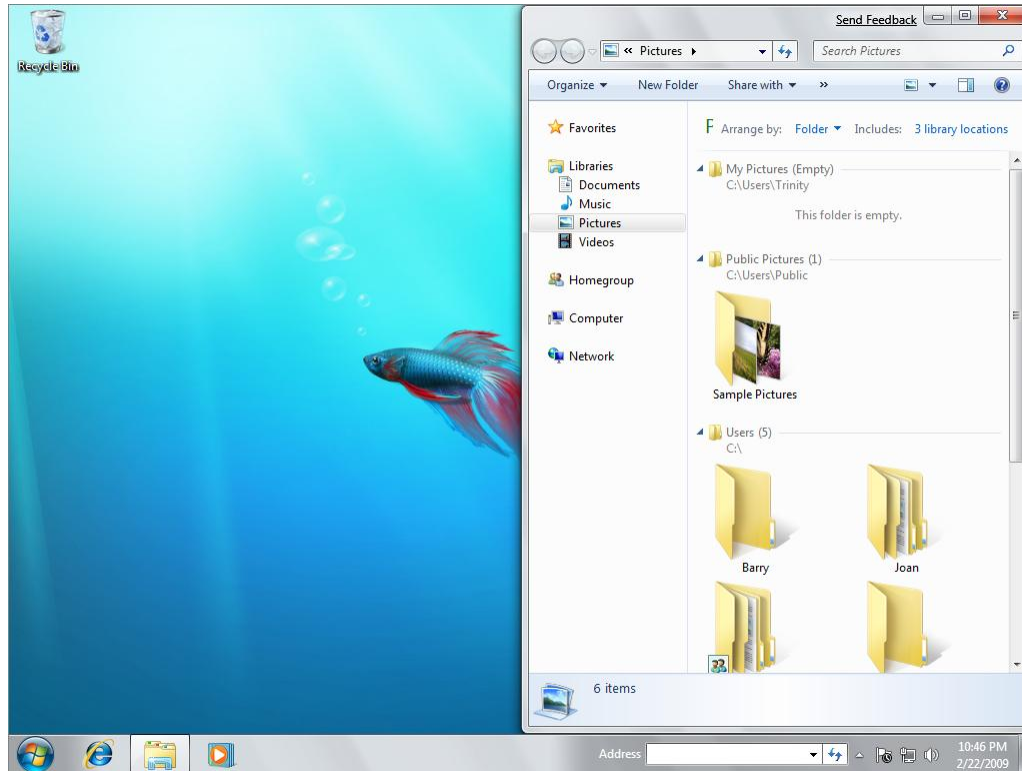 Recycle Bin
Send Feedback
« Pictures
Search Pictures
Organize New Folder Share with »
Favorites
Libraries
Documents
Music
Pictures
Videos
Homegroup
Computer
Network
F Arrange by: Folder Includes: 3 library locations
My Pictures (Empty)
C:\Users\Trinity
This folder is empty.
Public Pictures (1)
C:\Users\Public
Sample Pictures
Users (5)
C:\
Barry Joan
6 items
Address
10:46 PM
2/22/2009